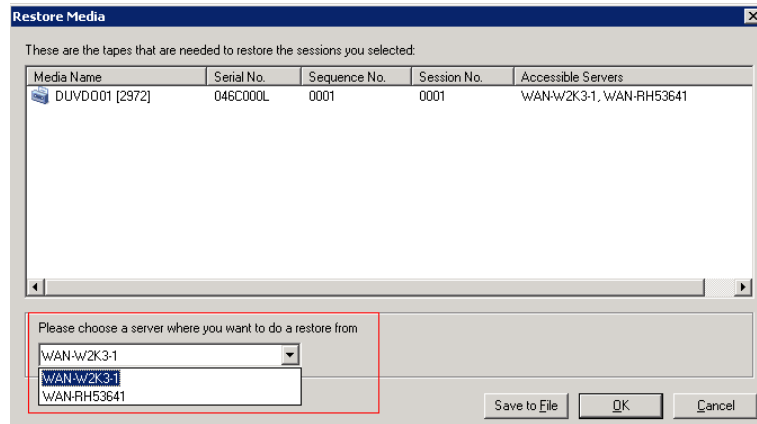 Restore Media
These are the tapes that are needed to restore the sessions you selected:
Media Name Serial No. Sequence No. Session No. Accessible Servers
DUVDO01 [2972] 046C000L 0001 0001 WAN-W2K3-1, WAN-RH53641
Please choose a server where you want to do a restore from
WAN-W2K3-1
WAN-W2K3-1
WAN-RH53641
Save to File OK Cancel